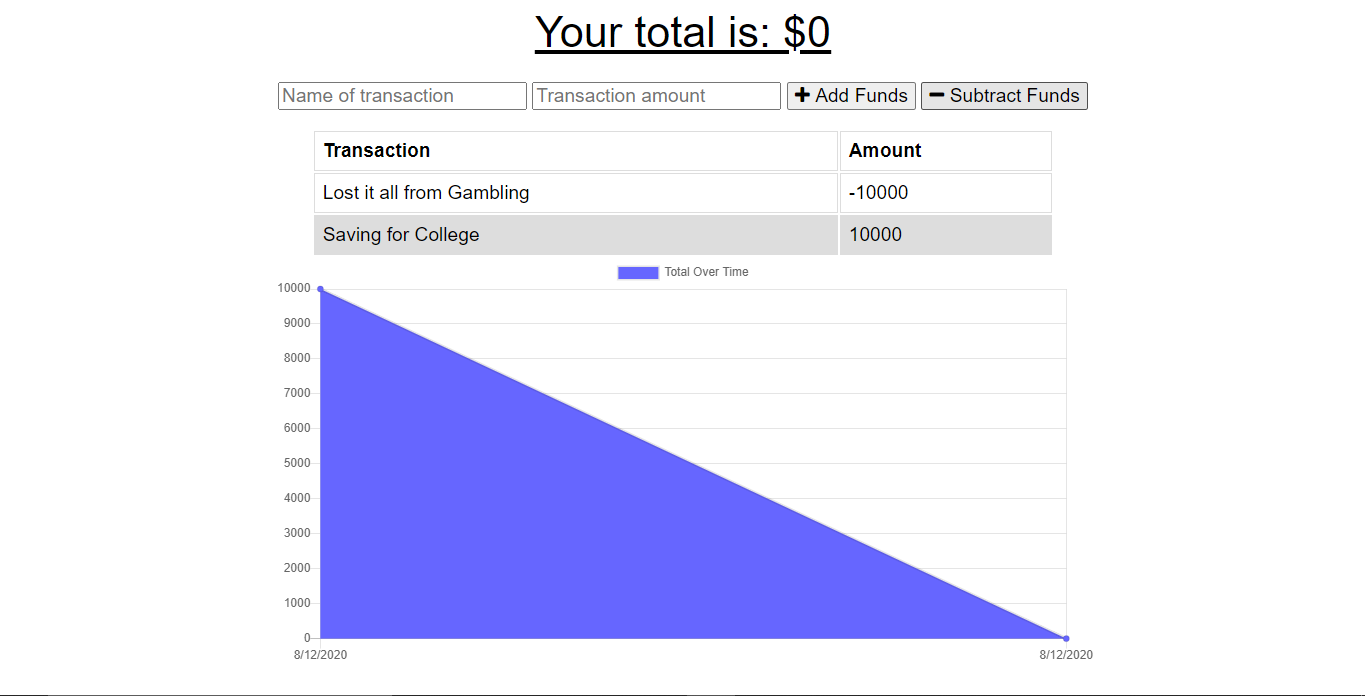 Your total is: $0
Name of transaction Transaction amount Add Funds Subtract Funds
Transaction Amount
Lost it all from Gambling -10000
Saving for College 10000
Total Over Time
10000
9000
8000
7000
6000
5000
4000
3000
2000
1000
0
8/12/2020 8/12/2020